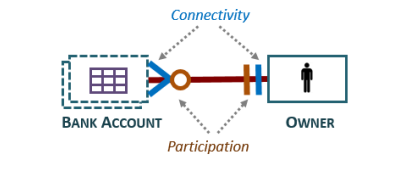 Connectivity
BANK ACCOUNT
OWNER
Participation